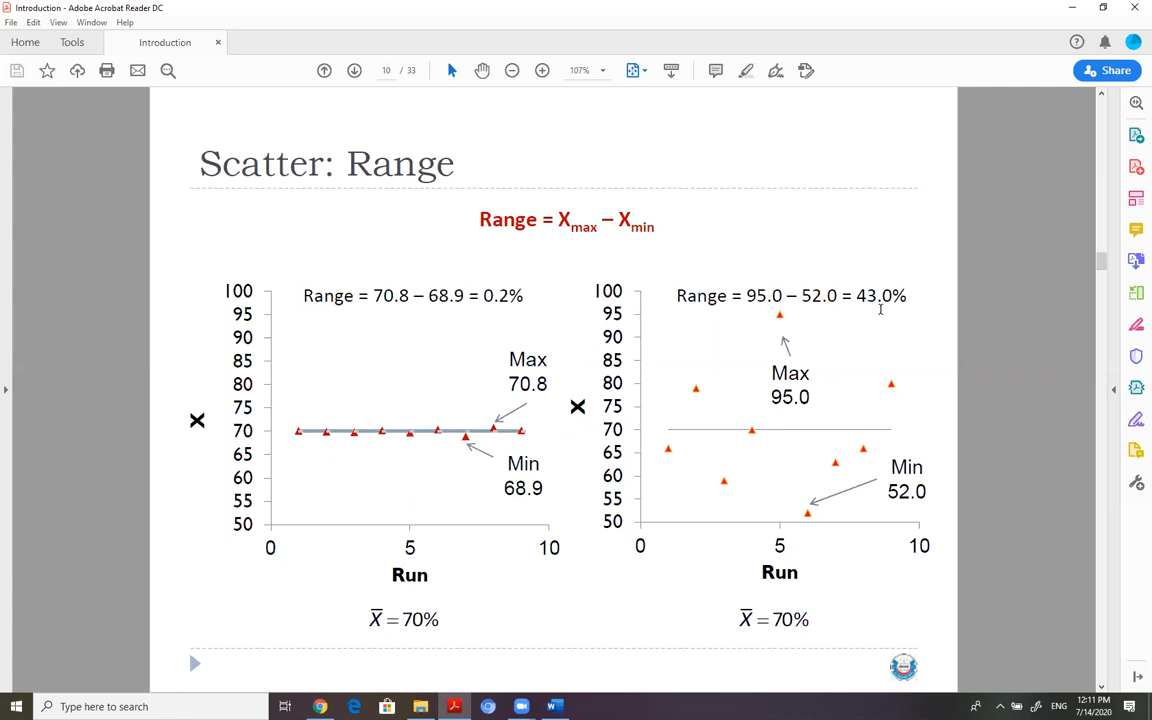 Introduction - Adobe Acrobat Reader DC
File Edit View Window Help
Home Tools Introduction ×
10 / 33 107% Share
Scatter: Range
Range = Xmax – Xmin
Range = 70.8 – 68.9 = 0.2%
100
95
90
85
80
75
70
65
60
55
50
X
Max
70.8
Min
68.9
0 5 10
Run
X̅ = 70%
Range = 95.0 – 52.0 = 43.0%
100
95
90
85
80
75
70
65
60
55
50
X
Max
95.0
Min
52.0
0 5 10
Run
X̅ = 70%
Type here to search
ENG
12:11 PM
7/14/2020